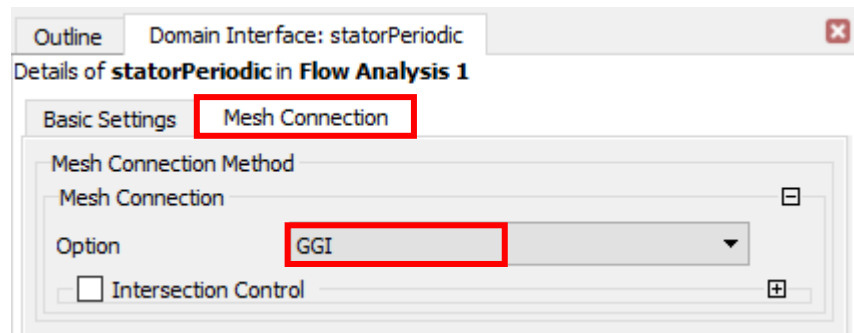 Outline Domain Interface: statorPeriodic
Details of statorPeriodic in Flow Analysis 1
Basic Settings Mesh Connection
Mesh Connection Method
Mesh Connection
Option GGI
Intersection Control